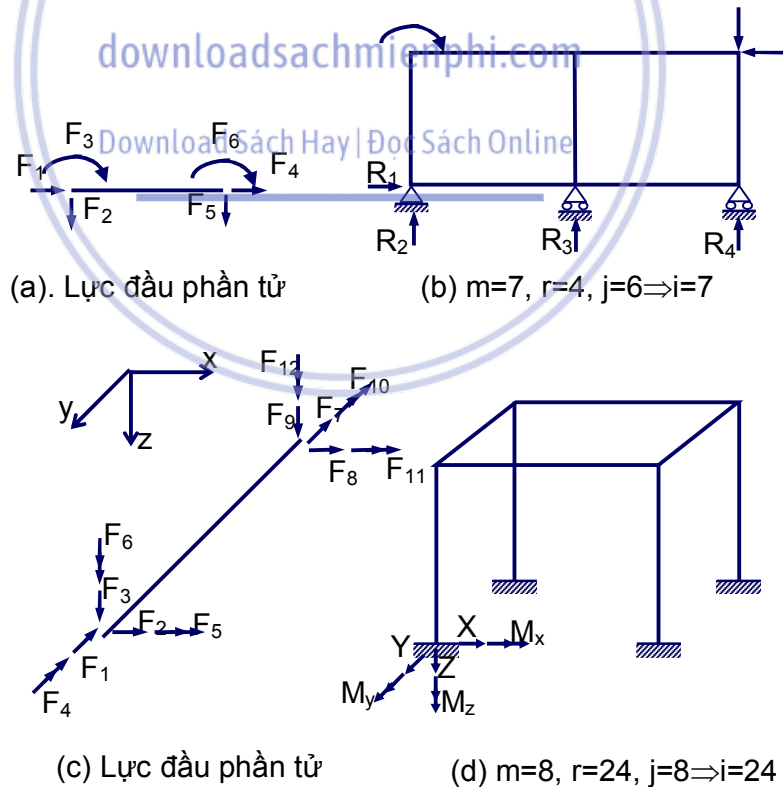 downloadsachmienphi.com
Download Sách Hay | Đọc Sách Online
F₃
F₆
F₁
F₄
F₂
F₅
R₁
R₂
R₃
R₄
(a). Lực đầu phần tử
(b) m=7, r=4, j=6⇒i=7
x
y
z
F₁₂
F₁₀
F₉
F₇
F₈
F₁₁
F₆
F₃
F₂
F₅
F₁
F₄
Y
X
Mₓ
Z
Mᵧ
M_z
(c) Lực đầu phần tử
(d) m=8, r=24, j=8⇒i=24